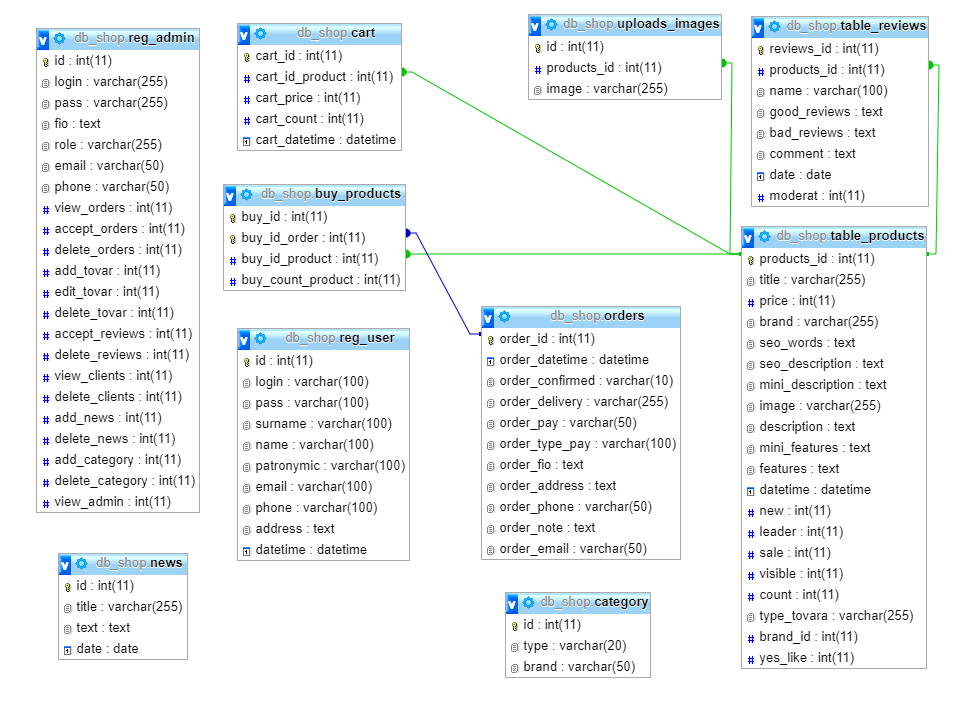 db_shop.reg_admin
id : int(11)
login : varchar(255)
pass : varchar(255)
fio : text
role : varchar(255)
email : varchar(50)
phone : varchar(50)
view_orders : int(11)
accept_orders : int(11)
delete_orders : int(11)
add_tovar : int(11)
edit_tovar : int(11)
delete_tovar : int(11)
accept_reviews : int(11)
delete_reviews : int(11)
view_clients : int(11)
delete_clients : int(11)
add_news : int(11)
delete_news : int(11)
add_category : int(11)
delete_category : int(11)
view_admin : int(11)
db_shop.news
id : int(11)
title : varchar(255)
text : text
date : date
db_shop.cart
cart_id : int(11)
cart_id_product : int(11)
cart_price : int(11)
cart_count : int(11)
cart_datetime : datetime
db_shop.buy_products
buy_id : int(11)
buy_id_order : int(11)
buy_id_product : int(11)
buy_count_product : int(11)
db_shop.reg_user
id : int(11)
login : varchar(100)
pass : varchar(100)
surname : varchar(100)
name : varchar(100)
patronymic : varchar(100)
email : varchar(100)
phone : varchar(100)
address : text
datetime : datetime
db_shop.uploads_images
id : int(11)
products_id : int(11)
image : varchar(255)
db_shop.orders
order_id : int(11)
order_datetime : datetime
order_confirmed : varchar(10)
order_delivery : varchar(255)
order_pay : varchar(50)
order_type_pay : varchar(100)
order_fio : text
order_address : text
order_phone : varchar(50)
order_note : text
order_email : varchar(50)
db_shop.category
id : int(11)
type : varchar(20)
brand : varchar(50)
db_shop.table_reviews
reviews_id : int(11)
products_id : int(11)
name : varchar(100)
good_reviews : text
bad_reviews : text
comment : text
date : date
moderat : int(11)
db_shop.table_products
products_id : int(11)
title : varchar(255)
price : int(11)
brand : varchar(255)
seo_words : text
seo_description : text
mini_description : text
image : varchar(255)
description : text
mini_features : text
features : text
datetime : datetime
new : int(11)
leader : int(11)
sale : int(11)
visible : int(11)
count : int(11)
type_tovara : varchar(255)
brand_id : int(11)
yes_like : int(11)